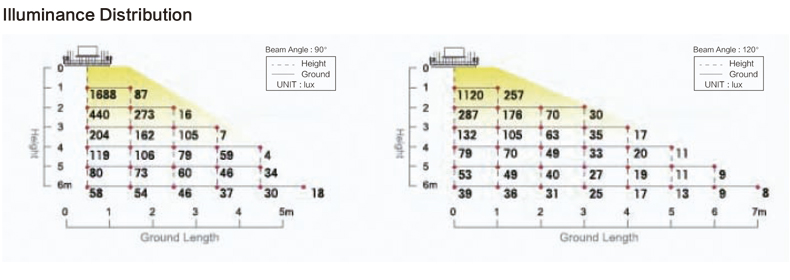 Illuminance Distribution
Beam Angle : 90°
Height
Ground
UNIT : lux
0
1
1688 87
2
440 273 16
3
204 162 105 7
4
119 106 79 59 4
5
80 73 60 46 34
6m
58 54 46 37 30 18
Height
0 1 2 3 4 5m
Ground Length
Beam Angle : 120°
Height
Ground
UNIT : lux
0
1
1120 257
2
287 176 70 30
3
132 105 63 35 17
4
79 70 49 33 20 11
5
53 49 40 27 19 11 9
6m
39 36 31 25 17 13 9 8
Height
0 1 2 3 4 5 6 7m
Ground Length